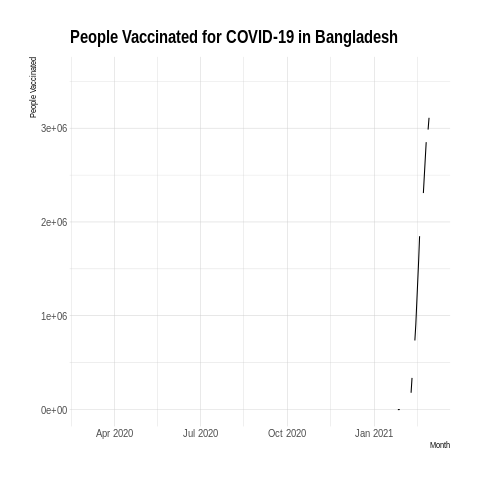 People Vaccinated for COVID-19 in Bangladesh
People Vaccinated
3e+06
2e+06
1e+06
0e+00
Apr 2020 Jul 2020 Oct 2020 Jan 2021
Month